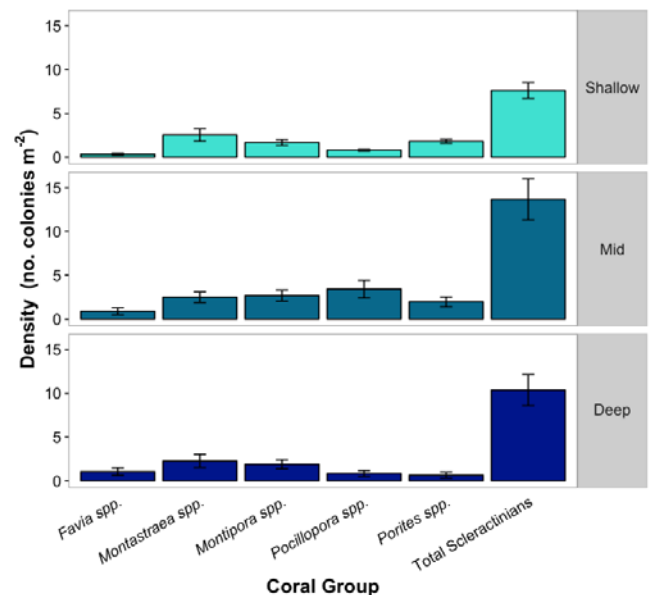 15
10
5
0
Shallow
15
10
5
0
Mid
15
10
5
0
Deep
Density (no. colonies m⁻²)
Favia spp.
Montastraea spp.
Montipora spp.
Pocillopora spp.
Porites spp.
Total Scleractinians
Coral Group